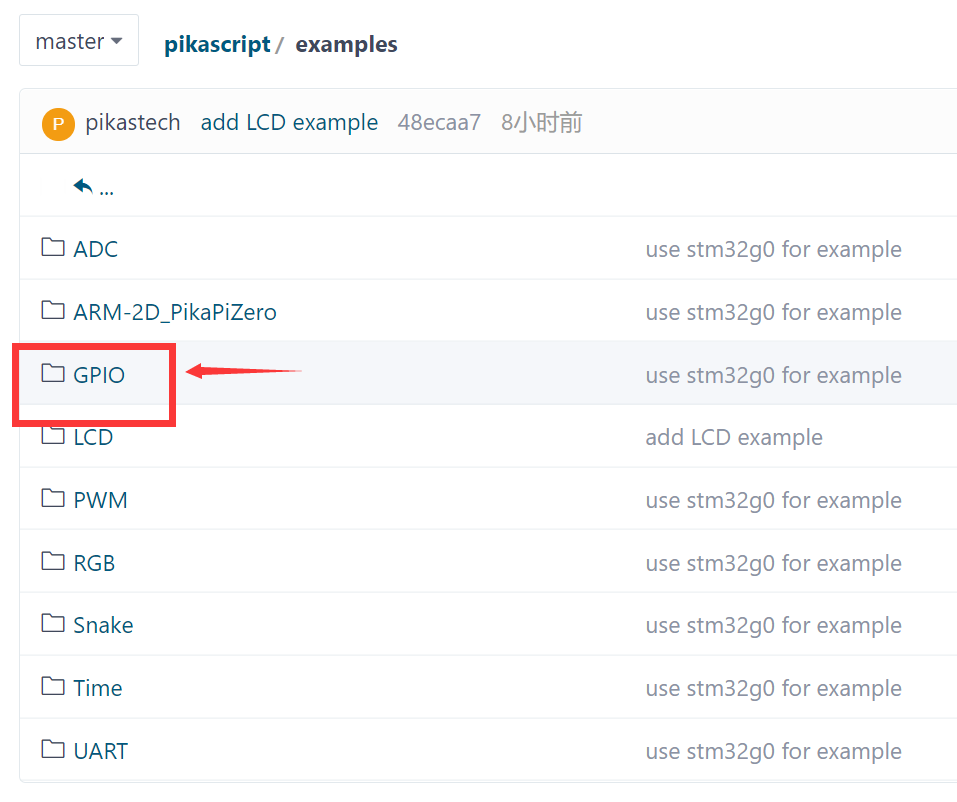 master pikascript / examples
P pikastech add LCD example 48ecaa7 8小时前
...
ADC use stm32g0 for example
ARM-2D_PikaPiZero use stm32g0 for example
GPIO use stm32g0 for example
LCD add LCD example
PWM use stm32g0 for example
RGB use stm32g0 for example
Snake use stm32g0 for example
Time use stm32g0 for example
UART use stm32g0 for example